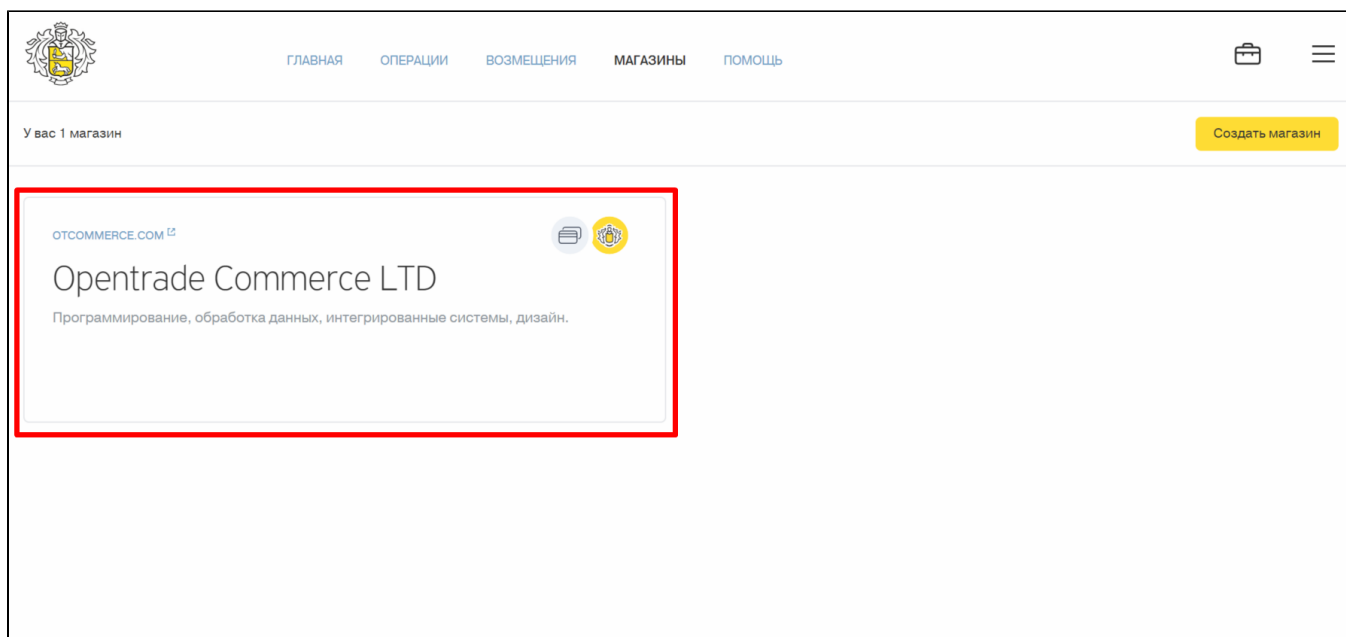 ГЛАВНАЯ ОПЕРАЦИИ ВОЗМЕЩЕНИЯ МАГАЗИНЫ ПОМОЩЬ
У вас 1 магазин Создать магазин
OTCOMMERCE.COM
Opentrade Commerce LTD
Программирование, обработка данных, интегрированные системы, дизайн.